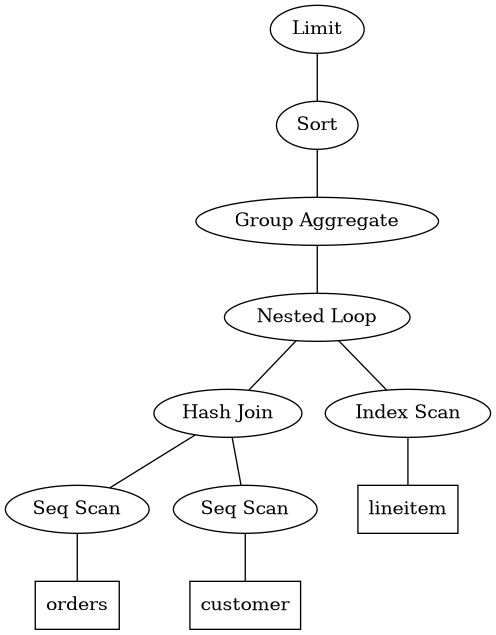 Limit
Sort
Group Aggregate
Nested Loop
Hash Join
Index Scan
Seq Scan
Seq Scan
lineitem
orders
customer